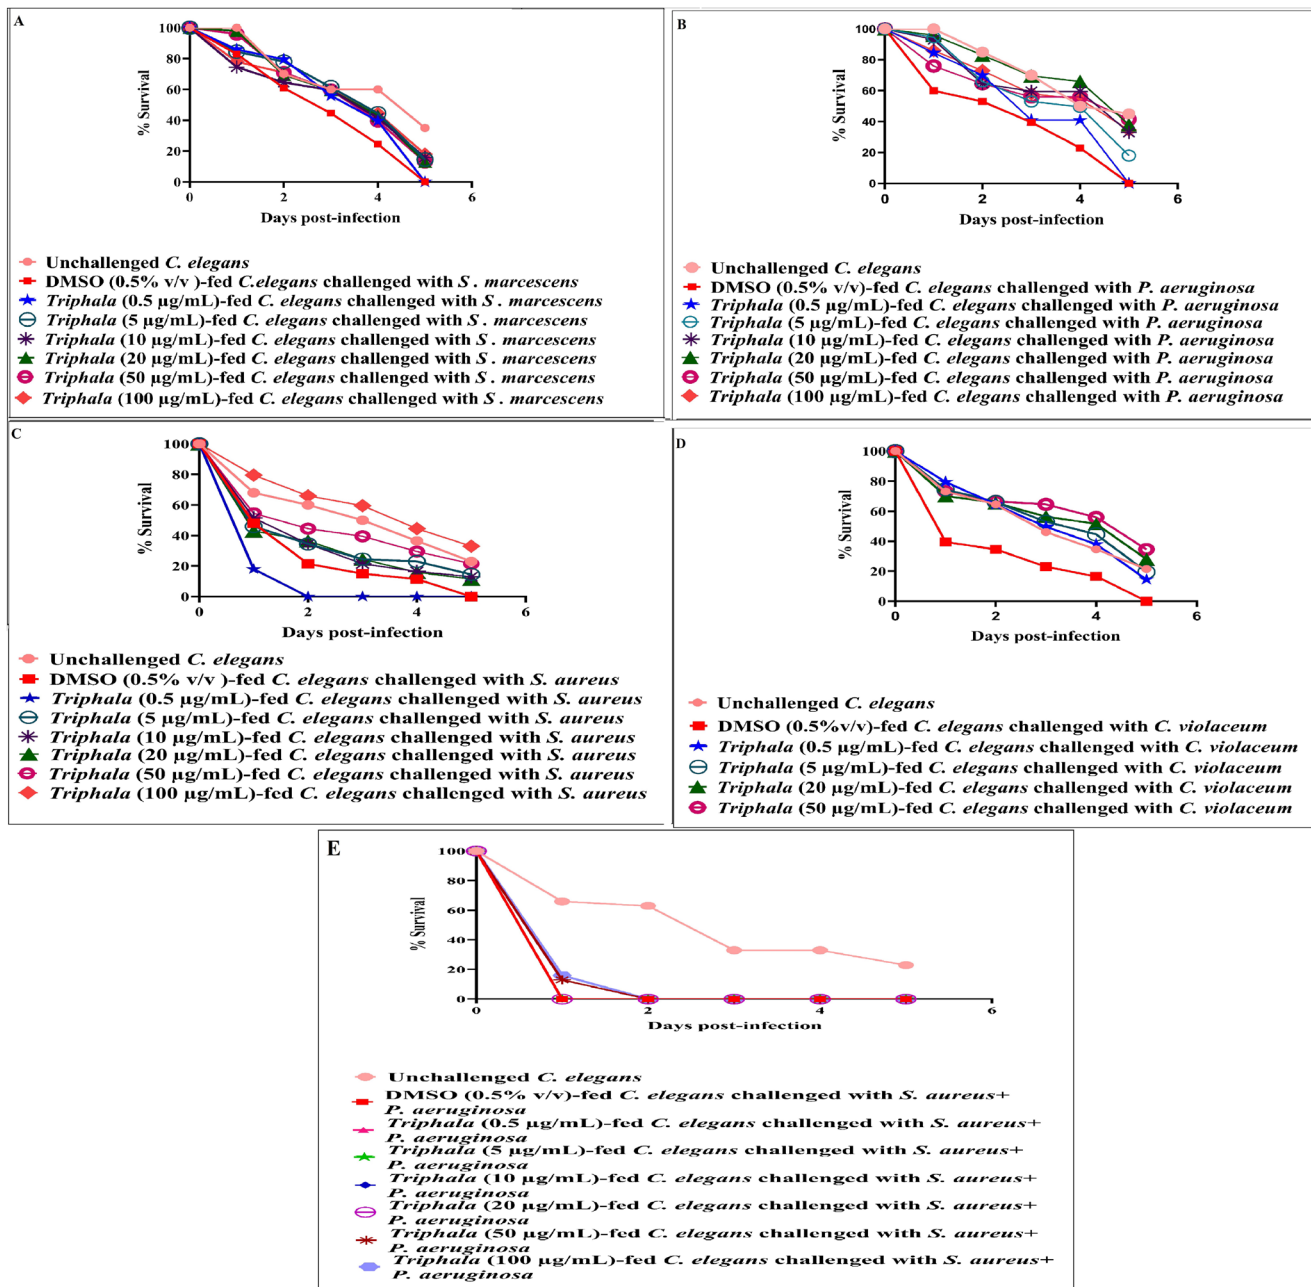 A
100
80
60
40
20
0
% Survival
0
2
4
6
Days post-infection
Unchallenged C. elegans
DMSO (0.5% v/v )-fed C.elegans challenged with S . marcescens
Triphala (0.5 µg/mL)-fed C. elegans challenged with S . marcescens
Triphala (5 µg/mL)-fed C. elegans challenged with S . marcescens
Triphala (10 µg/mL)-fed C. elegans challenged with S . marcescens
Triphala (20 µg/mL)-fed C. elegans challenged with S . marcescens
Triphala (50 µg/mL)-fed C. elegans challenged with S . marcescens
Triphala (100 µg/mL)-fed C. elegans challenged with S . marcescens
B
100
80
60
40
20
0
% Survival
0
2
4
6
Days post-infection
Unchallenged C. elegans
DMSO (0.5% v/v)-fed C. elegans challenged with P. aeruginosa
Triphala (0.5 µg/mL)-fed C. elegans challenged with P. aeruginosa
Triphala (5 µg/mL)-fed C. elegans challenged with P. aeruginosa
Triphala (10 µg/mL)-fed C. elegans challenged with P. aeruginosa
Triphala (20 µg/mL)-fed C. elegans challenged with P. aeruginosa
Triphala (50 µg/mL)-fed C. elegans challenged with P. aeruginosa
Triphala (100 µg/mL)-fed C. elegans challenged with P. aeruginosa
C
100
80
60
40
20
0
% Survival
0
2
4
6
Days post-infection
Unchallenged C. elegans
DMSO (0.5% v/v )-fed C. elegans challenged with S. aureus
Triphala (0.5 µg/mL)-fed C. elegans challenged with S. aureus
Triphala (5 µg/mL)-fed C. elegans challenged with S. aureus
Triphala (10 µg/mL)-fed C. elegans challenged with S. aureus
Triphala (20 µg/mL)-fed C. elegans challenged with S. aureus
Triphala (50 µg/mL)-fed C. elegans challenged with S. aureus
Triphala (100 µg/mL)-fed C. elegans challenged with S. aureus
D
100
80
60
40
20
0
% Survival
0
2
4
6
Days post-infection
Unchallenged C. elegans
DMSO (0.5%v/v)-fed C. elegans challenged with C. violaceum
Triphala (0.5 µg/mL)-fed C. elegans challenged with C. violaceum
Triphala (5 µg/mL)-fed C. elegans challenged with C. violaceum
Triphala (20 µg/mL)-fed C. elegans challenged with C. violaceum
Triphala (50 µg/mL)-fed C. elegans challenged with C. violaceum
E
100
80
60
40
20
0
% Survival
0
2
4
6
Days post-infection
Unchallenged C. elegans
DMSO (0.5% v/v)-fed C. elegans challenged with S. aureus+
P. aeruginosa
Triphala (0.5 µg/mL)-fed C. elegans challenged with S. aureus+
P. aeruginosa
Triphala (5 µg/mL)-fed C. elegans challenged with S. aureus+
P. aeruginosa
Triphala (10 µg/mL)-fed C. elegans challenged with S. aureus+
P. aeruginosa
Triphala (20 µg/mL)-fed C. elegans challenged with S. aureus+
P. aeruginosa
Triphala (50 µg/mL)-fed C. elegans challenged with S. aureus+
P. aeruginosa
Triphala (100 µg/mL)-fed C. elegans challenged with S. aureus+
P. aeruginosa